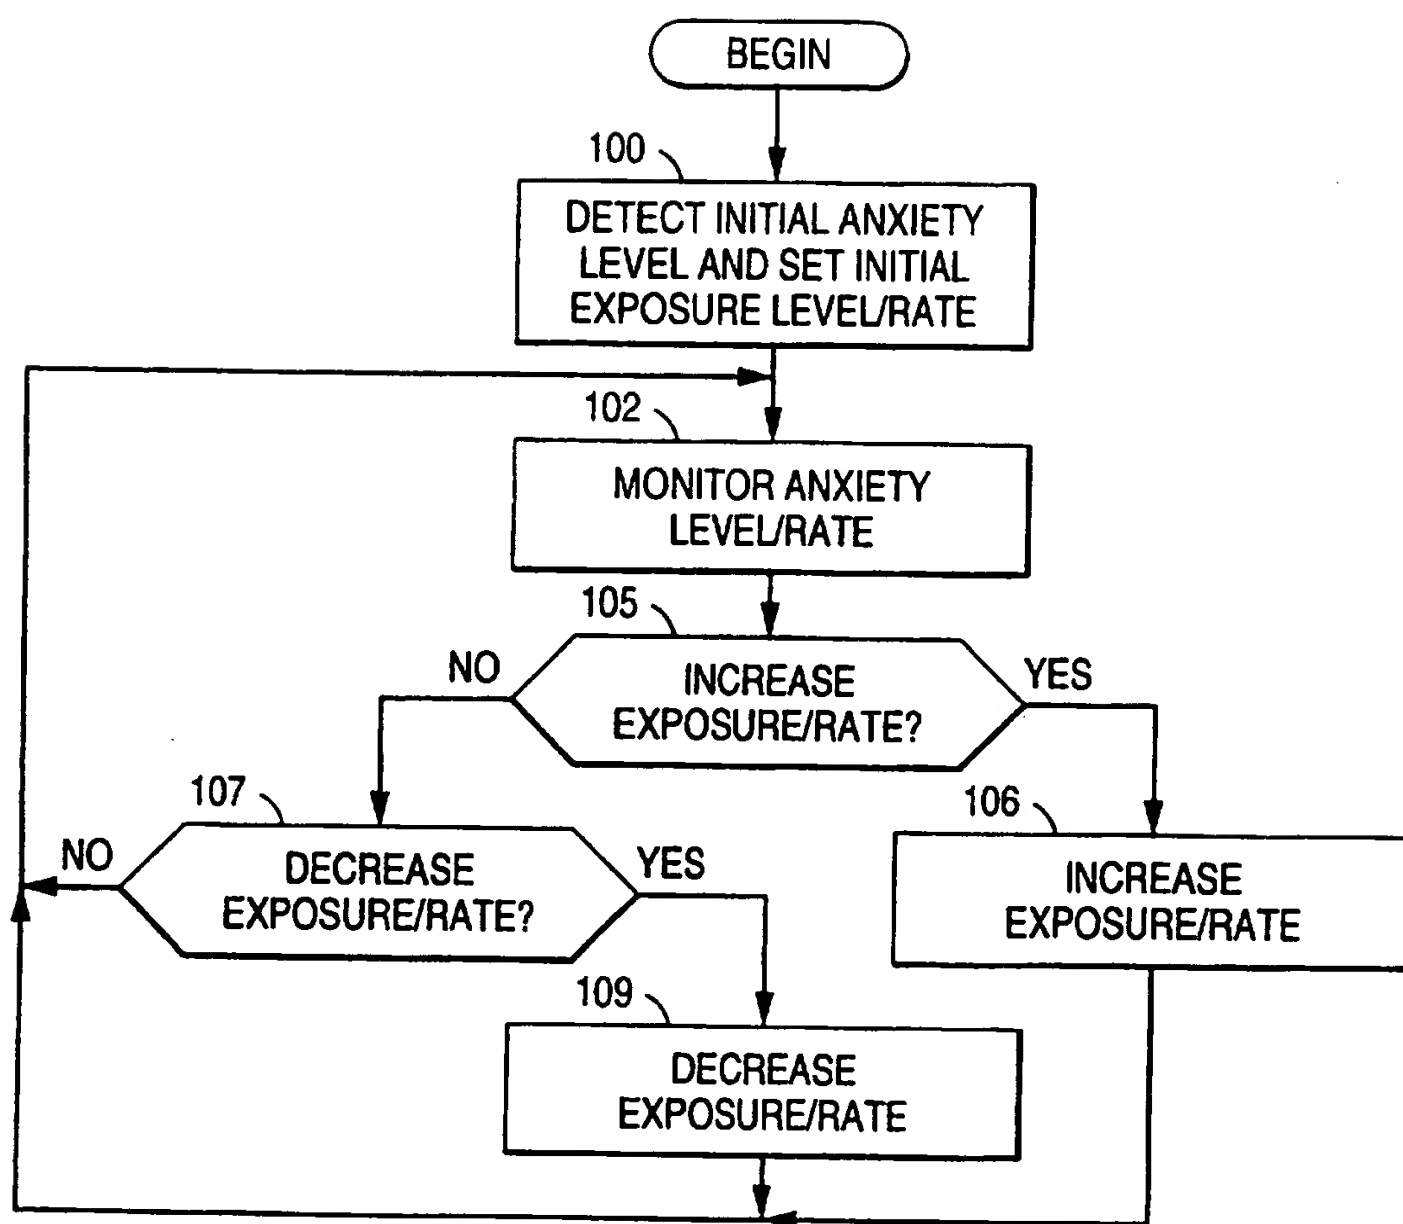 BEGIN
100
DETECT INITIAL ANXIETY
LEVEL AND SET INITIAL
EXPOSURE LEVEL/RATE
102
MONITOR ANXIETY
LEVEL/RATE
105
NO
INCREASE
EXPOSURE/RATE?
YES
107
NO
DECREASE
EXPOSURE/RATE?
YES
106
INCREASE
EXPOSURE/RATE
109
DECREASE
EXPOSURE/RATE